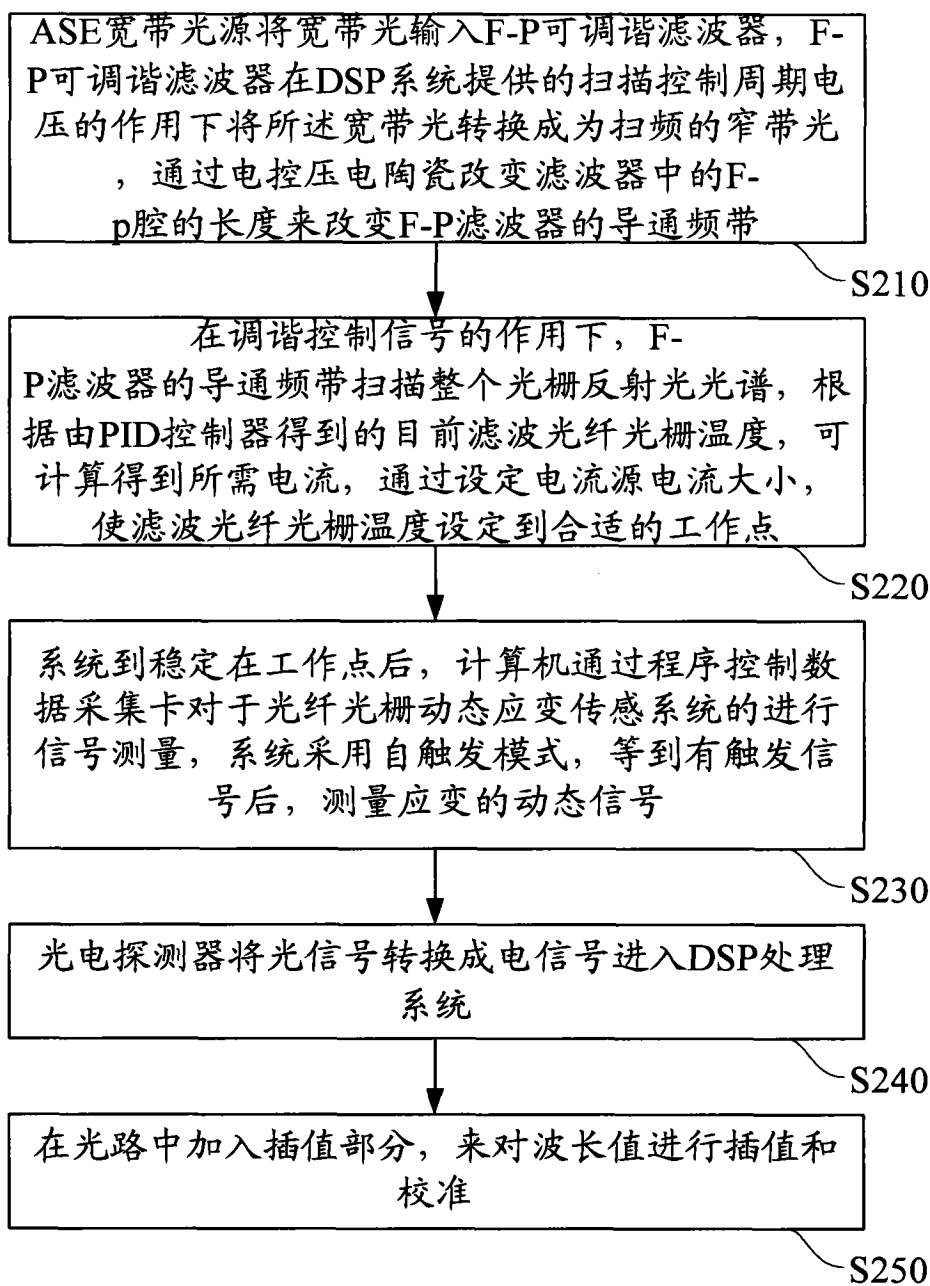 ASE宽带光源将宽带光输入F-P可调谐滤波器，F-
P可调谐滤波器在DSP系统提供的扫描控制周期电
压的作用下将所述宽带光转换成为扫频的窄带光
，通过电控压电陶瓷改变滤波器中的F-
p腔的长度来改变F-P滤波器的导通频带
S210
在调谐控制信号的作用下，F-
P滤波器的导通频带扫描整个光栅反射光光谱，根
据由PID控制器得到的目前滤波光纤光栅温度，可
计算得到所需电流，通过设定电流源电流大小，
使滤波光纤光栅温度设定到合适的工作点
S220
系统到稳定在工作点后，计算机通过程序控制数
据采集卡对于光纤光栅动态应变传感系统的进行
信号测量，系统采用自触发模式，等到有触发信
号后，测量应变的动态信号
S230
光电探测器将光信号转换成电信号进入DSP处理
系统
S240
在光路中加入插值部分，来对波长值进行插值和
校准
S250